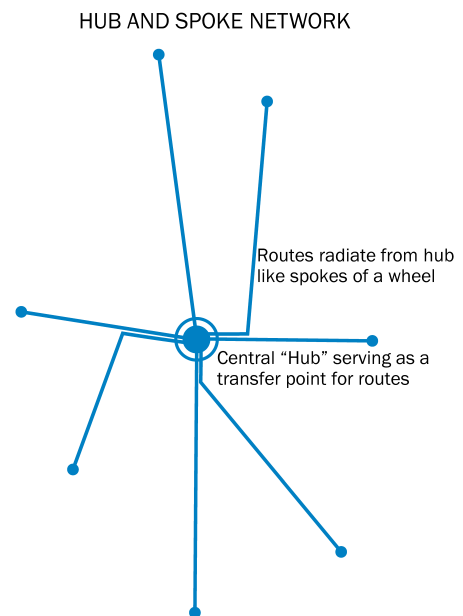 HUB AND SPOKE NETWORK
Routes radiate from hub
like spokes of a wheel
Central “Hub” serving as a
transfer point for routes